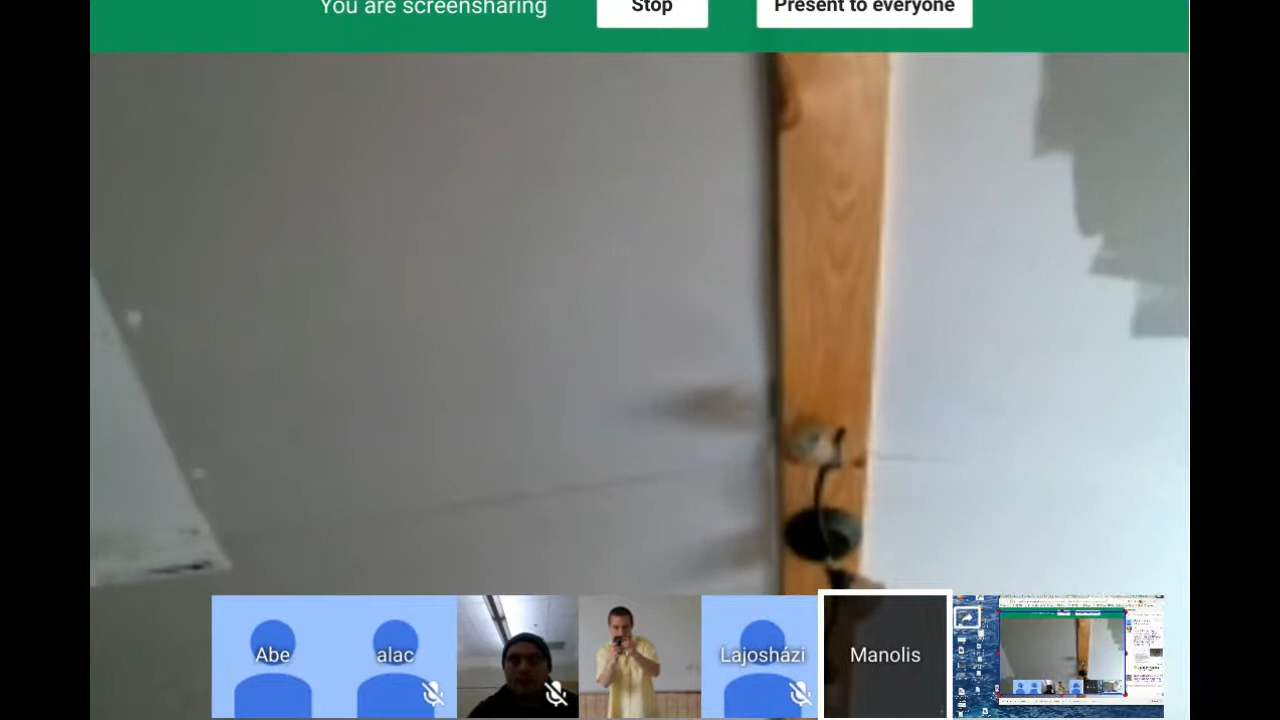 You are screensharing
Stop
Present to everyone
Abe
alac
Lajosházi
Manolis